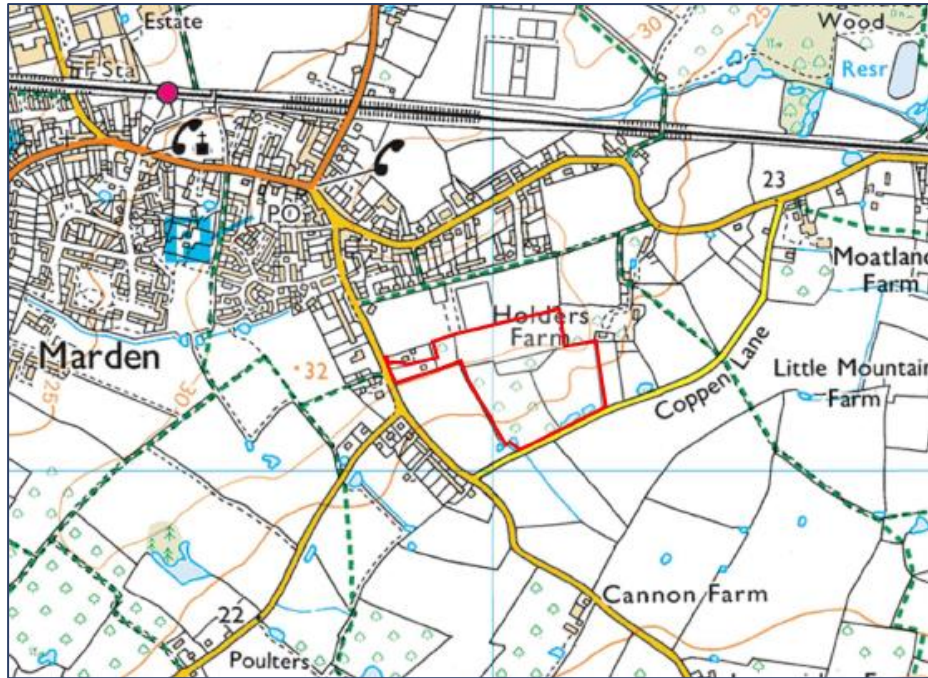 Estate
Wood
Resr
Sta
30
25
23
PO
Moatland
Farm
Holders
Farm
Marden
32
Coppen Lane
Little Mountain
Farm
25
30
Cannon Farm
22
Poulters